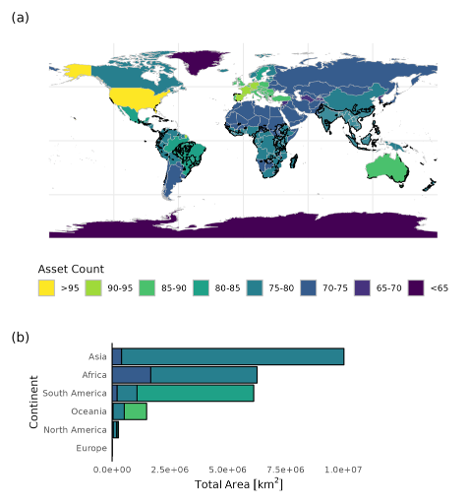 (a)
Asset Count
>95 90-95 85-90 80-85 75-80 70-75 65-70 <65
(b)
Continent
Asia
Africa
South America
Oceania
North America
Europe
0.0e+00 2.5e+06 5.0e+06 7.5e+06 1.0e+07
Total Area [km²]